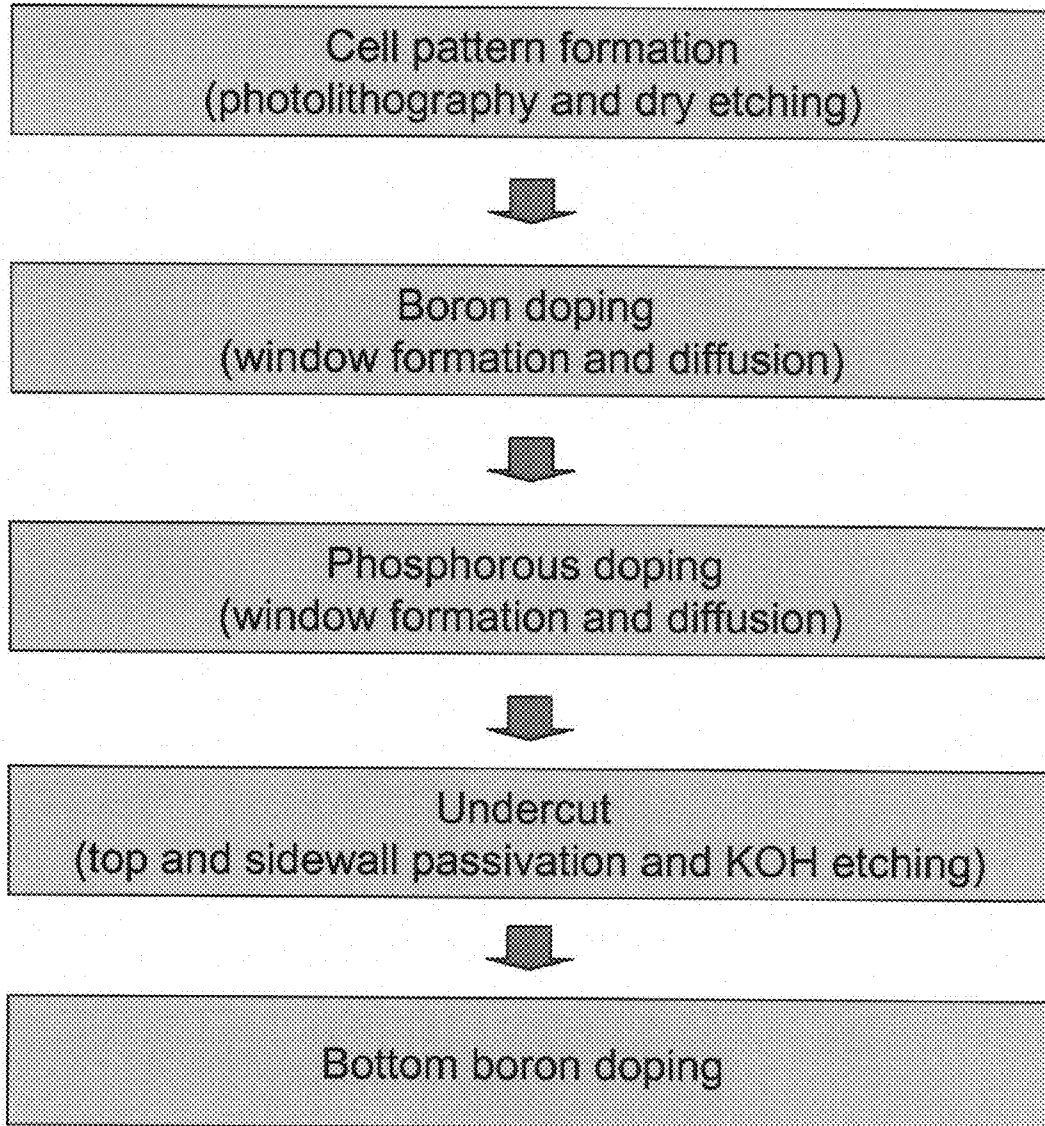 Cell pattern formation
(photolithography and dry etching)
Boron doping
(window formation and diffusion)
Phosphorous doping
(window formation and diffusion)
Undercut
(top and sidewall passivation and KOH etching)
Bottom boron doping